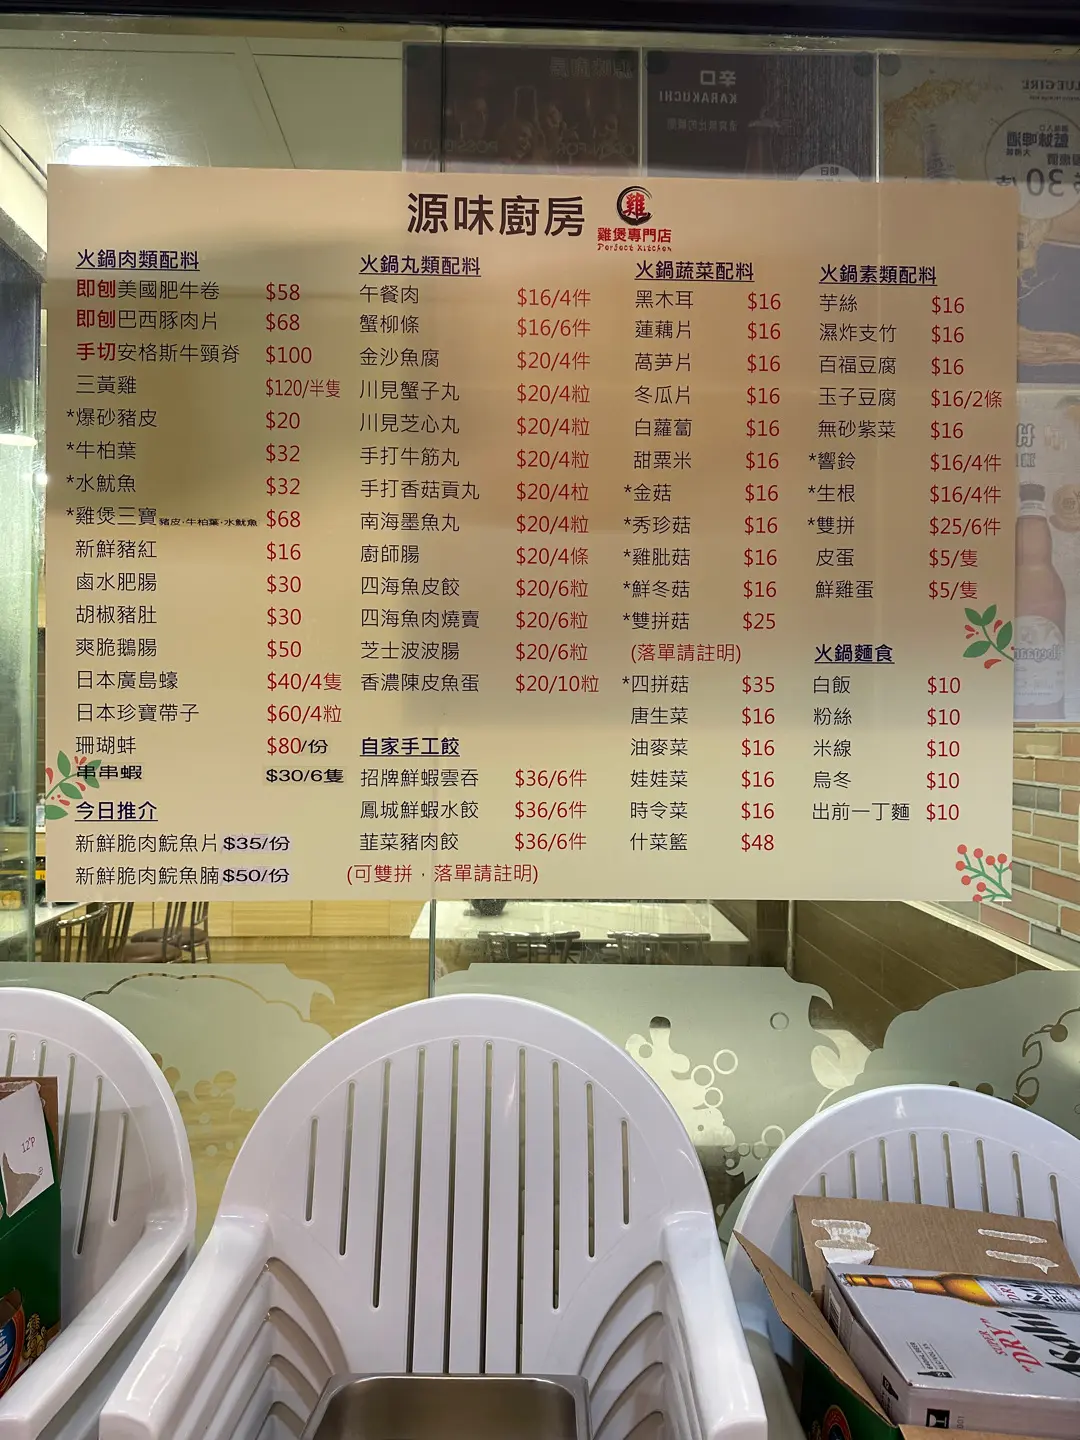 源味廚房
雞
雞煲專門店
Perfect Kitchen
火鍋肉類配料
即刨美國肥牛卷 $58
即刨巴西豚肉片 $68
手切安格斯牛頸脊 $100
三黃雞 $120/半隻
*爆砂豬皮 $20
*牛柏葉 $32
*水魷魚 $32
*雞煲三寶 豬皮·牛柏葉·水魷魚 $68
新鮮豬紅 $16
鹵水肥腸 $30
胡椒豬肚 $30
爽脆鵝腸 $50
日本廣島蠔 $40/4隻
日本珍寶帶子 $60/4粒
珊瑚蚌 $80/份
串串蝦 $30/6隻
今日推介
新鮮脆肉鯇魚片 $35/份
新鮮脆肉鯇魚腩 $50/份
火鍋丸類配料
午餐肉 $16/4件
蟹柳條 $16/6件
金沙魚腐 $20/4件
川見蟹子丸 $20/4粒
川見芝心丸 $20/4粒
手打牛筋丸 $20/4粒
手打香菇貢丸 $20/4粒
南海墨魚丸 $20/4粒
廚師腸 $20/4條
四海魚皮餃 $20/6粒
四海魚肉燒賣 $20/6粒
芝士波波腸 $20/6粒
香濃陳皮魚蛋 $20/10粒
自家手工餃
招牌鮮蝦雲吞 $36/6件
鳳城鮮蝦水餃 $36/6件
韮菜豬肉餃 $36/6件
(可雙拼，落單請註明)
火鍋蔬菜配料
黑木耳 $16
蓮藕片 $16
萵笋片 $16
冬瓜片 $16
白蘿蔔 $16
甜粟米 $16
*金菇 $16
*秀珍菇 $16
*雞肶菇 $16
*鮮冬菇 $16
*雙拼菇 $25
(落單請註明)
*四拼菇 $35
唐生菜 $16
油麥菜 $16
娃娃菜 $16
時令菜 $16
什菜籃 $48
火鍋素類配料
芋絲 $16
濕炸支竹 $16
百福豆腐 $16
玉子豆腐 $16/2條
無砂紫菜 $16
*響鈴 $16/4件
*生根 $16/4件
*雙拼 $25/6件
皮蛋 $5/隻
鮮雞蛋 $5/隻
火鍋麵食
白飯 $10
粉絲 $10
米線 $10
烏冬 $10
出前一丁麵 $10
辛口
KARAKUCHI
藍妹啤酒
12P
Asahi
SUPER
"DRY"